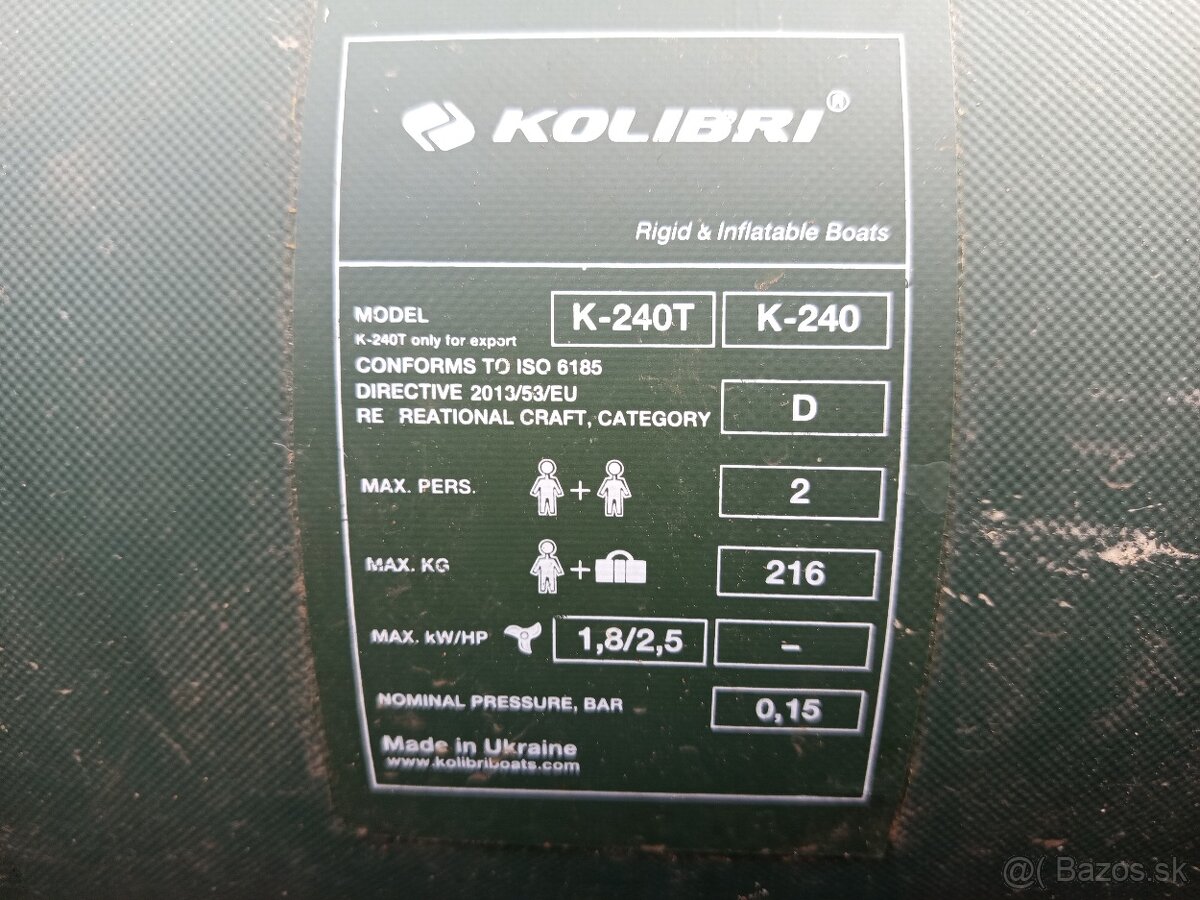 KOLIBRI®
Rigid & Inflatable Boats
MODEL K-240T K-240
K-240T only for export
CONFORMS TO ISO 6185
DIRECTIVE 2013/53/EU
RE REATIONAL CRAFT, CATEGORY D
MAX. PERS. + 2
MAX. KG + 216
MAX. kW/HP 1,8/2,5 –
NOMINAL PRESSURE, BAR 0,15
Made in Ukraine
www.kolibriboats.com
@( Bazos.sk